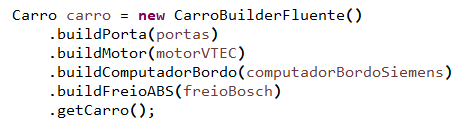 Carro carro = new CarroBuilderFluente()
    .buildPorta(portas)
    .buildMotor(motorVTEC)
    .buildComputadorBordo(computadorBordoSiemens)
    .buildFreioABS(freioBosch)
    .getCarro();